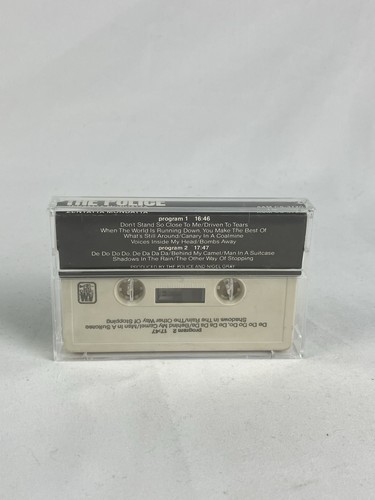 THE POLICE
ZENYATTA MONDATTA
program 1 16:46
Don't Stand So Close To Me/Driven To Tears
When The World Is Running Down, You Make The Best Of
What's Still Around/Canary In A Coalmine
Voices Inside My Head/Bombs Away
program 2 17:47
De Do Do Do, De Da Da Da/Behind My Camel/Man In A Suitcase
Shadows In The Rain/The Other Way Of Stopping
PRODUCED BY THE POLICE AND NIGEL GRAY
program 2 17:47
De Do Do Do, De Da Da Da/Behind My Camel/Man In A Suitcase
Shadows In The Rain/The Other Way Of Stopping